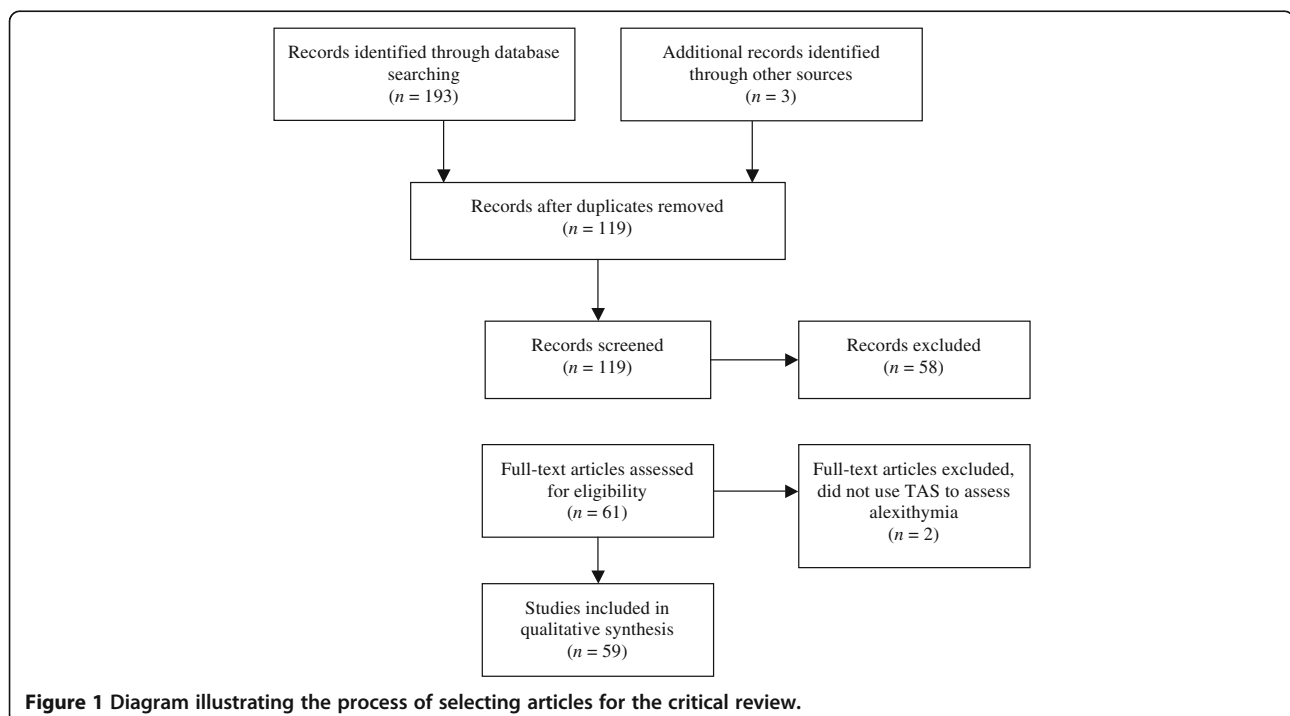 Records identified through database
searching
(n = 193)
Additional records identified
through other sources
(n = 3)
Records after duplicates removed
(n = 119)
Records screened
(n = 119)
Records excluded
(n = 58)
Full-text articles assessed
for eligibility
(n = 61)
Full-text articles excluded,
did not use TAS to assess
alexithymia
(n = 2)
Studies included in
qualitative synthesis
(n = 59)
Figure 1 Diagram illustrating the process of selecting articles for the critical review.